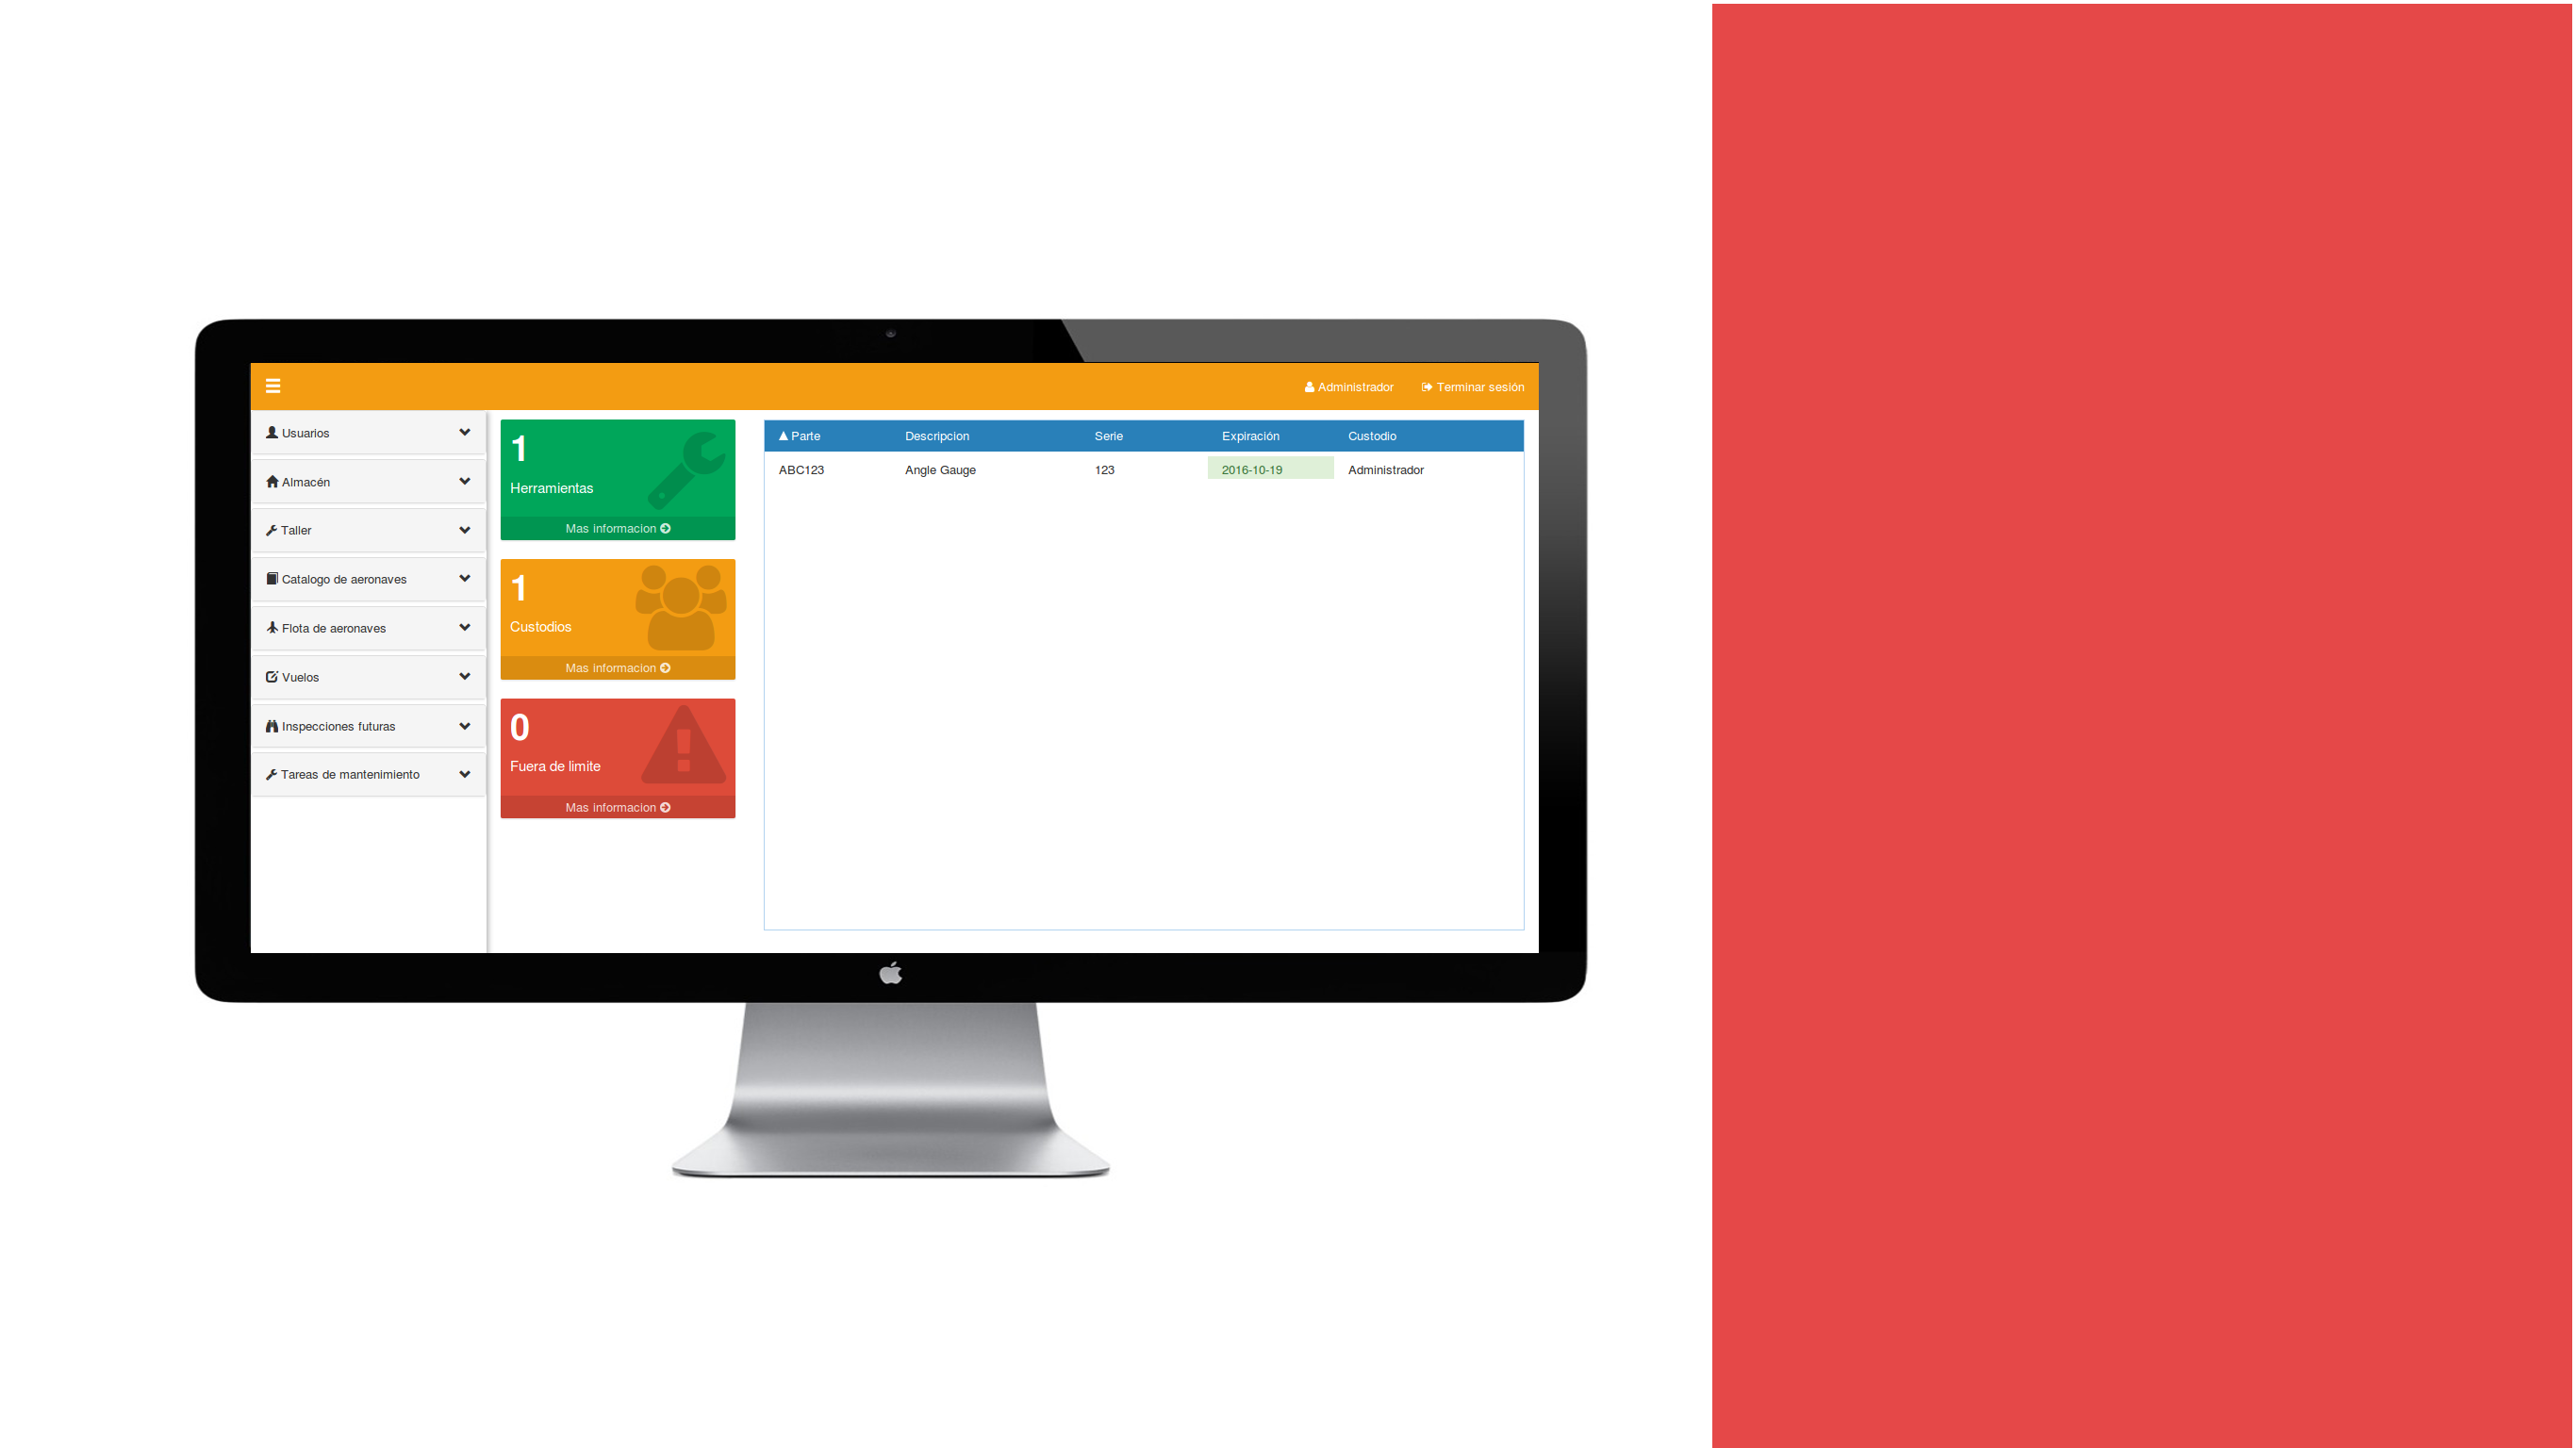 Administrador Terminar sesión
Usuarios
Almacén
Taller
Catalogo de aeronaves
Flota de aeronaves
Vuelos
Inspecciones futuras
Tareas de mantenimiento
1
Herramientas
Mas informacion
1
Custodios
Mas informacion
0
Fuera de limite
Mas informacion
Parte Descripcion Serie Expiración Custodio
ABC123 Angle Gauge 123 2016-10-19 Administrador